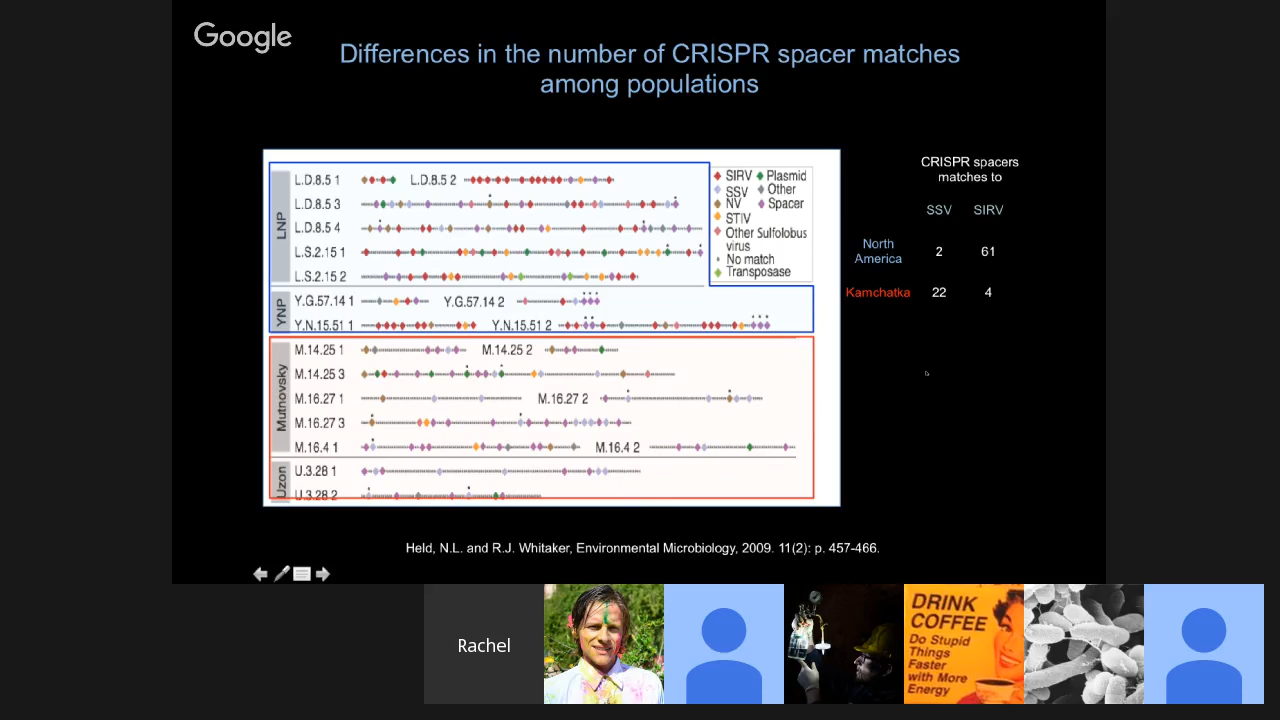 Google
Differences in the number of CRISPR spacer matches
among populations
LNP
L.D.8.5 1
L.D.8.5 2
L.D.8.5 3
L.D.8.5 4
L.S.2.15 1
L.S.2.15 2
YNP
Y.G.57.14 1
Y.G.57.14 2
Y.N.15.51 1
Y.N.15.51 2
Mutnovsky
M.14.25 1
M.14.25 2
M.14.25 3
M.16.27 1
M.16.27 2
M.16.27 3
M.16.4 1
M.16.4 2
Uzon
U.3.28 1
U.3.28 2
SIRV
Plasmid
SSV
Other
NV
Spacer
STIV
Other Sulfolobus
virus
No match
Transposase
CRISPR spacers
matches to
SSV SIRV
North
America
2 61
Kamchatka 22 4
Held, N.L. and R.J. Whitaker, Environmental Microbiology, 2009. 11(2): p. 457-466.
Rachel
DRINK
COFFEE
Do Stupid
Things
Faster
with More
Energy